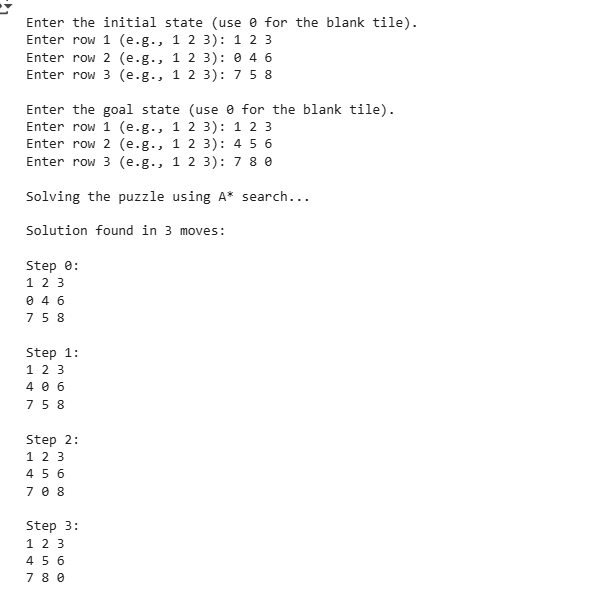 Enter the initial state (use 0 for the blank tile).
Enter row 1 (e.g., 1 2 3): 1 2 3
Enter row 2 (e.g., 1 2 3): 0 4 6
Enter row 3 (e.g., 1 2 3): 7 5 8
Enter the goal state (use 0 for the blank tile).
Enter row 1 (e.g., 1 2 3): 1 2 3
Enter row 2 (e.g., 1 2 3): 4 5 6
Enter row 3 (e.g., 1 2 3): 7 8 0
Solving the puzzle using A* search...
Solution found in 3 moves:
Step 0:
1 2 3
0 4 6
7 5 8
Step 1:
1 2 3
4 0 6
7 5 8
Step 2:
1 2 3
4 5 6
7 0 8
Step 3:
1 2 3
4 5 6
7 8 0